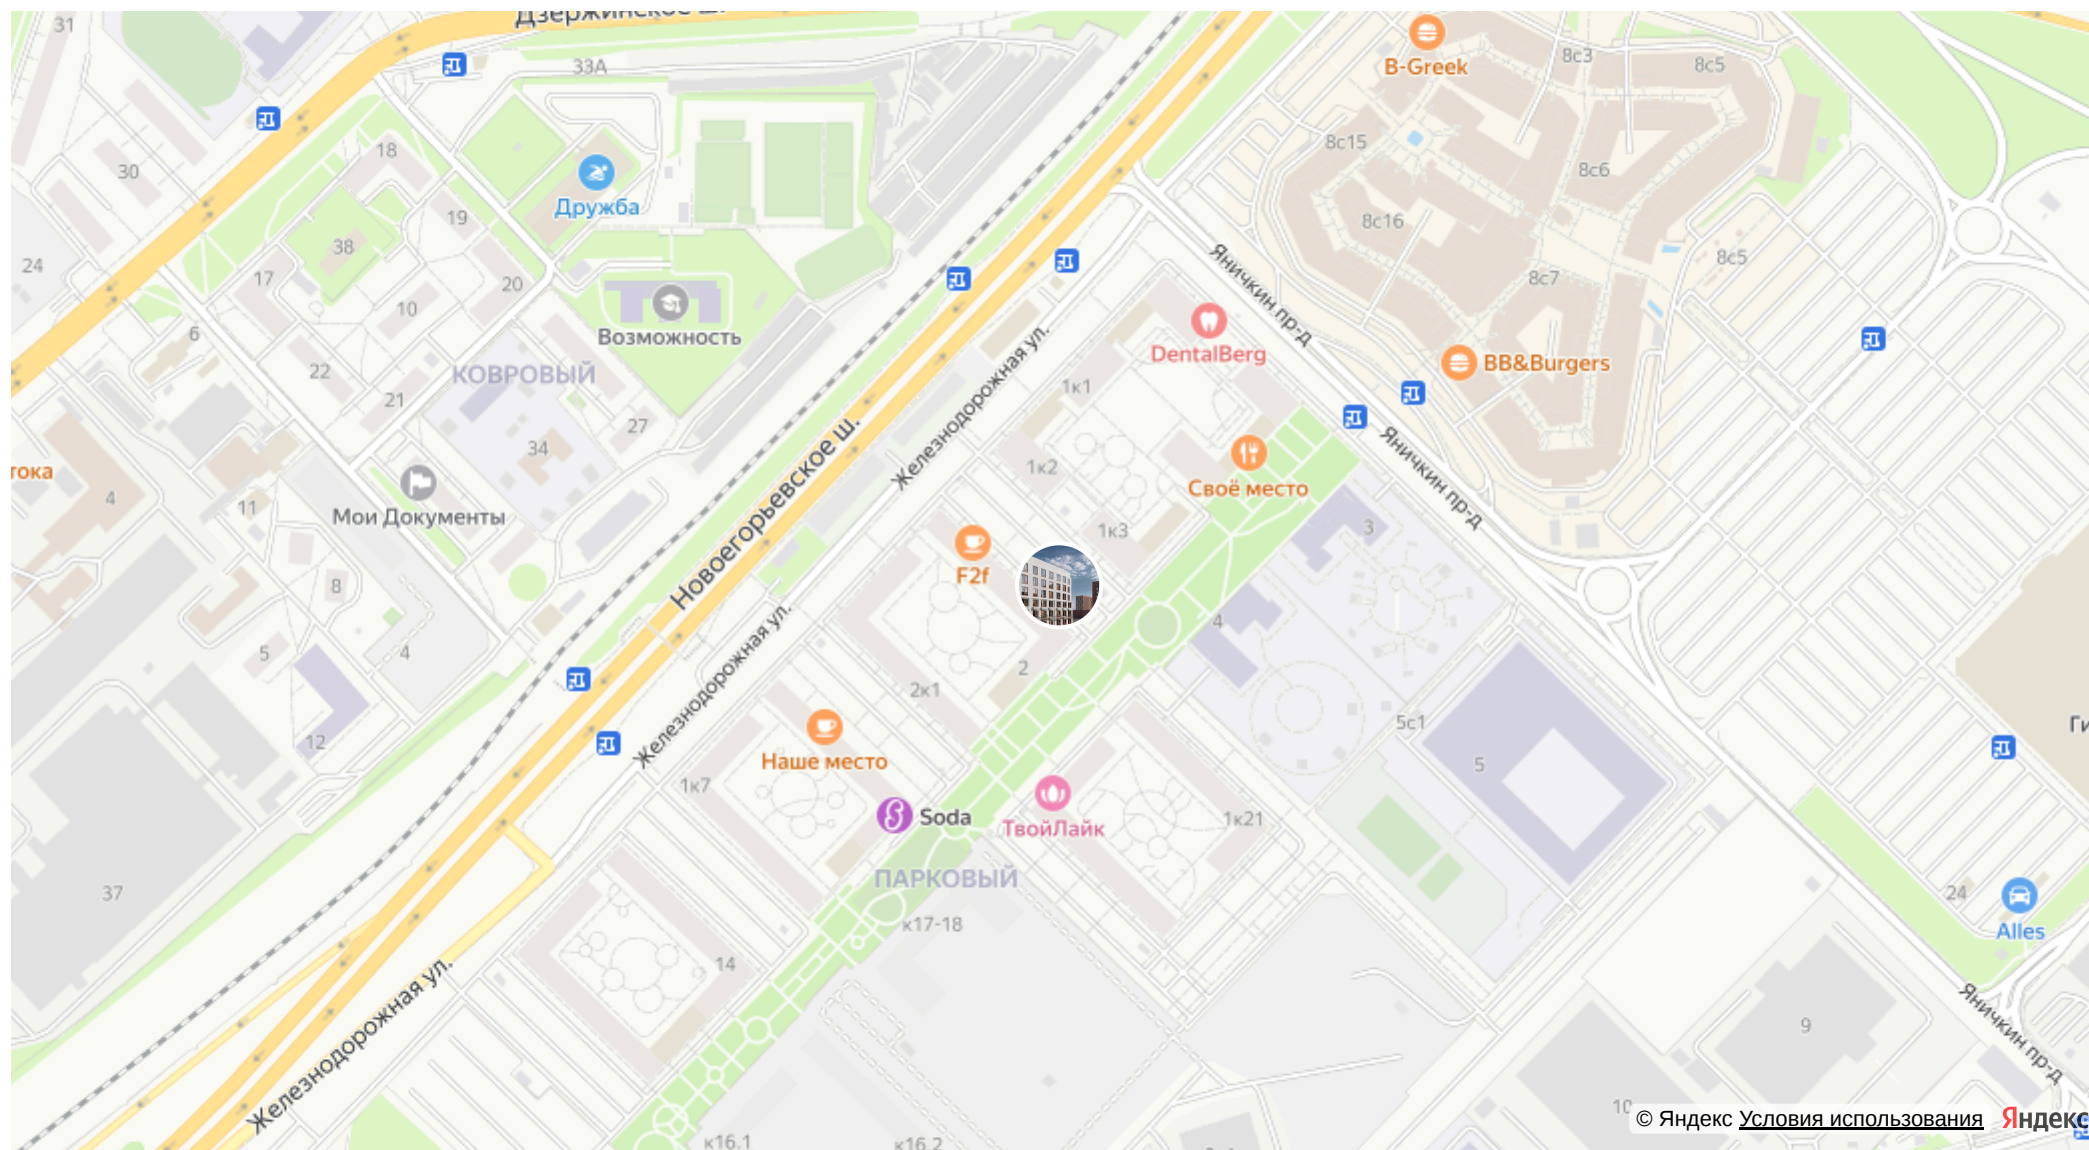 Дзержинское ш.
31
33А
B-Greek
8с3
8с5
30
18
8с15
8с6
Дружба
19
8с16
38
24
17
20
8с5
8с7
Яничкин пр-д
10
6
Возможность
DentalBerg
BB&Burgers
22
КОВРОВЫЙ
1к1
21
27
Железнодорожная ул.
Новоегорьевское ш.
34
тока
4
1к2
Своё место
Яничкин пр-д
11
Мои Документы
1к3
3
F2f
8
4
5
4
2
2к1
Железнодорожная ул.
12
5с1
Ги
Наше место
5
1к7
Soda
ТвойЛайк
1к21
ПАРКОВЫЙ
37
24
к17-18
Alles
14
Железнодорожная ул.
9
Яничкин пр-д
10
© Яндекс Условия использования
Яндекс
к16.1
к16.2